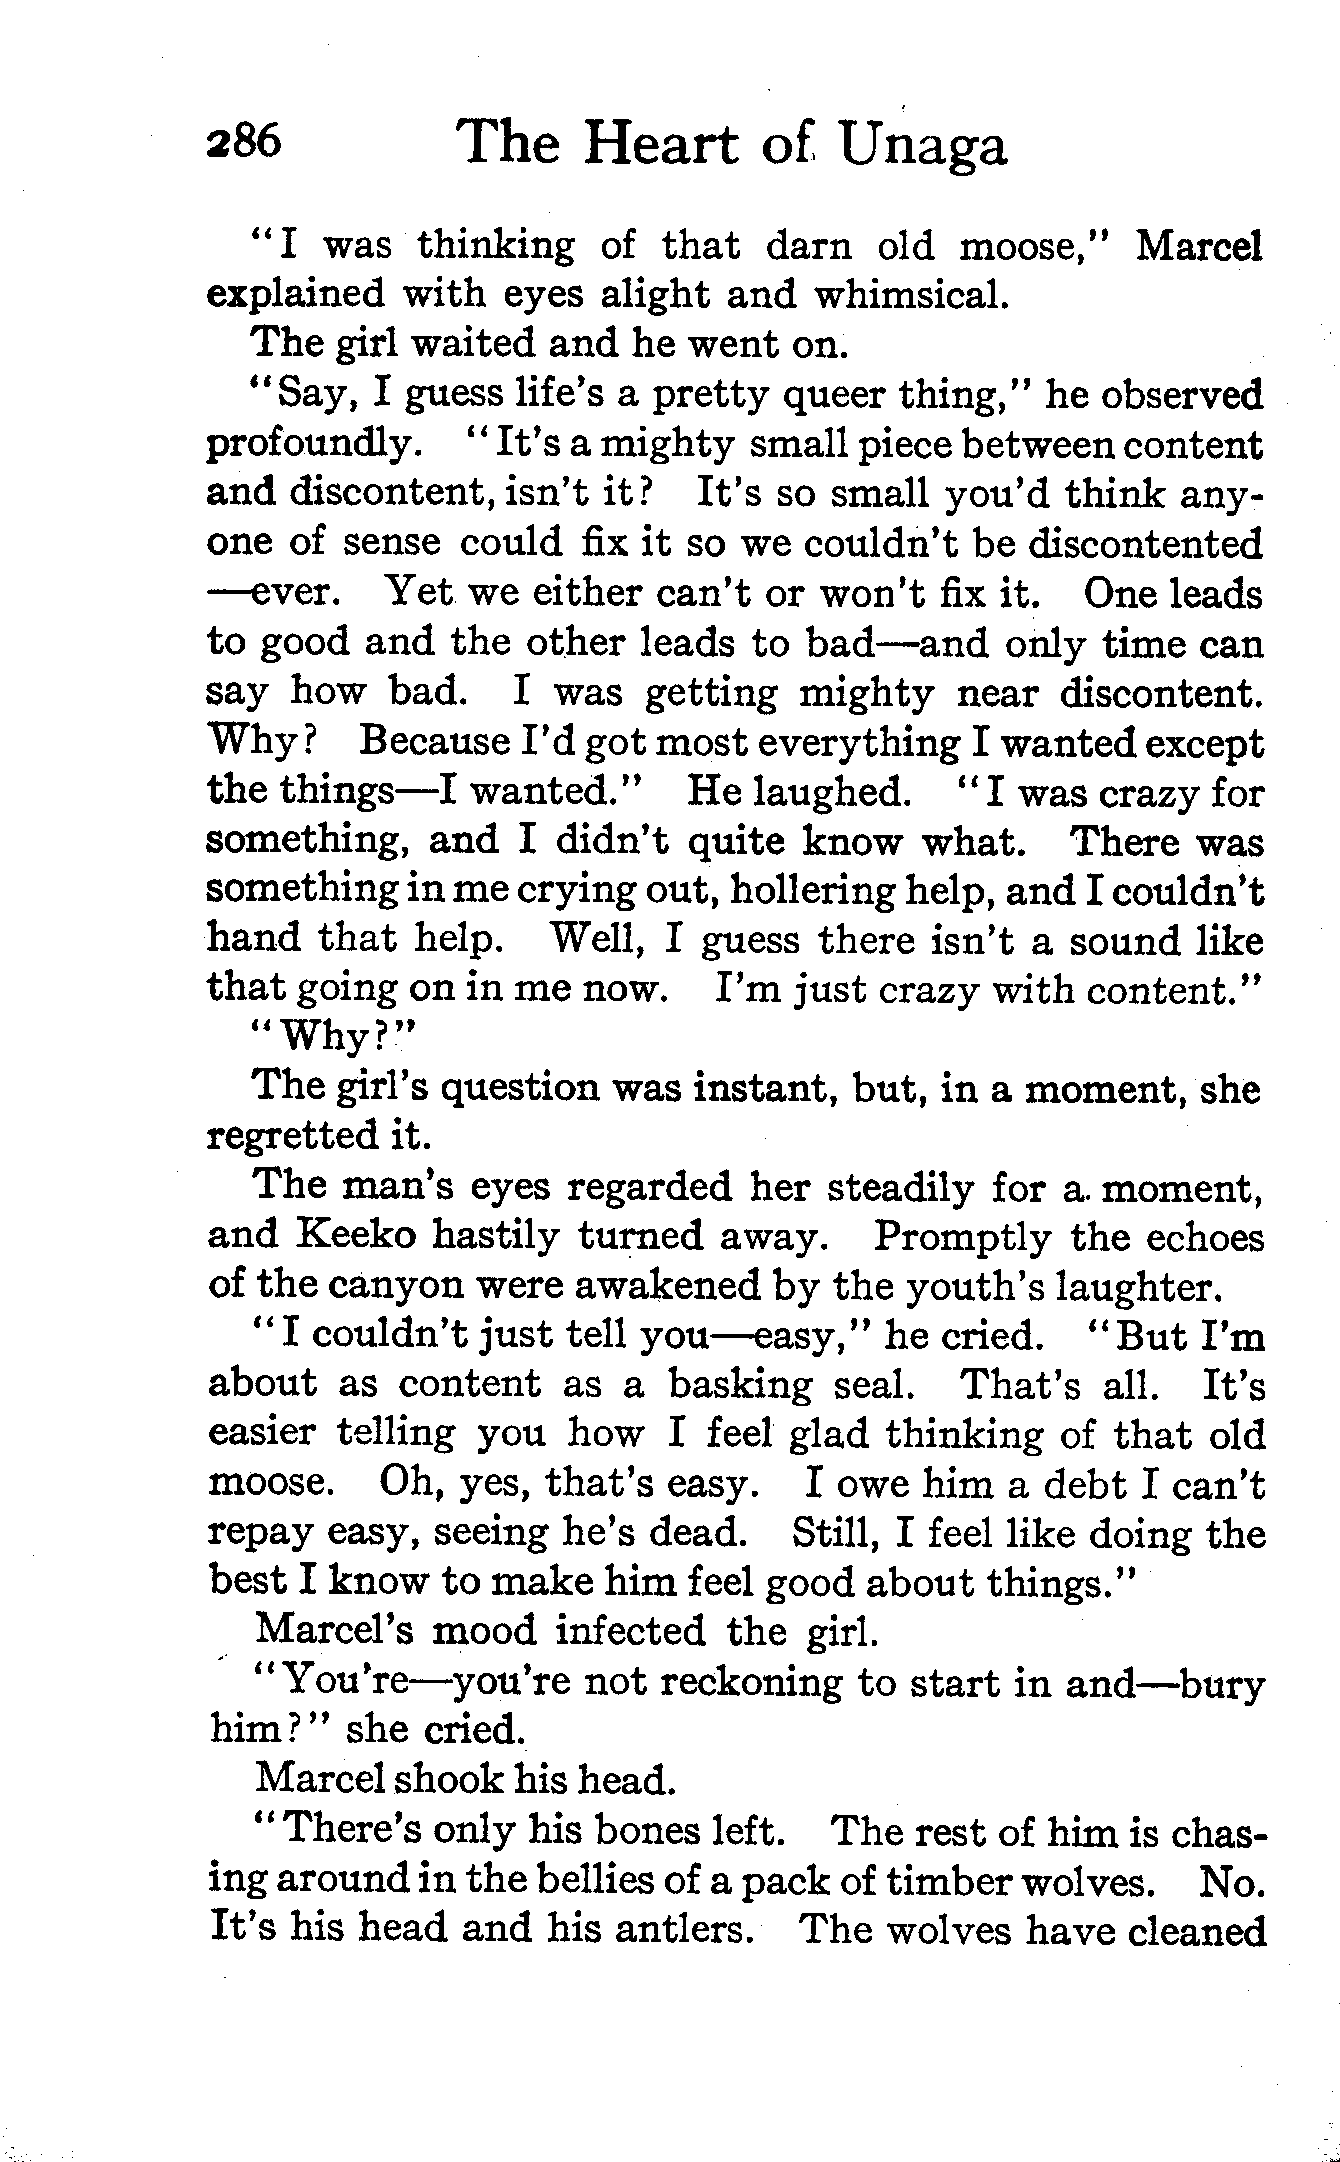 286 The Heart of Unaga
"I was thinking of that darn old moose," Marcel
explained with eyes alight and whimsical.
The girl waited and he went on.
"Say, I guess life's a pretty queer thing," he observed
profoundly. "It's a mighty small piece between content
and discontent, isn't it? It's so small you'd think any-
one of sense could fix it so we couldn't be discontented
—ever. Yet we either can't or won't fix it. One leads
to good and the other leads to bad—and only time can
say how bad. I was getting mighty near discontent.
Why? Because I'd got most everything I wanted except
the things—I wanted." He laughed. "I was crazy for
something, and I didn't quite know what. There was
something in me crying out, hollering help, and I couldn't
hand that help. Well, I guess there isn't a sound like
that going on in me now. I'm just crazy with content."
"Why?"
The girl's question was instant, but, in a moment, she
regretted it.
The man's eyes regarded her steadily for a moment,
and Keeko hastily turned away. Promptly the echoes
of the canyon were awakened by the youth's laughter.
"I couldn't just tell you—easy," he cried. "But I'm
about as content as a basking seal. That's all. It's
easier telling you how I feel glad thinking of that old
moose. Oh, yes, that's easy. I owe him a debt I can't
repay easy, seeing he's dead. Still, I feel like doing the
best I know to make him feel good about things."
Marcel's mood infected the girl.
"You're—you're not reckoning to start in and—bury
him?" she cried.
Marcel shook his head.
"There's only his bones left. The rest of him is chas-
ing around in the bellies of a pack of timber wolves. No.
It's his head and his antlers. The wolves have cleaned